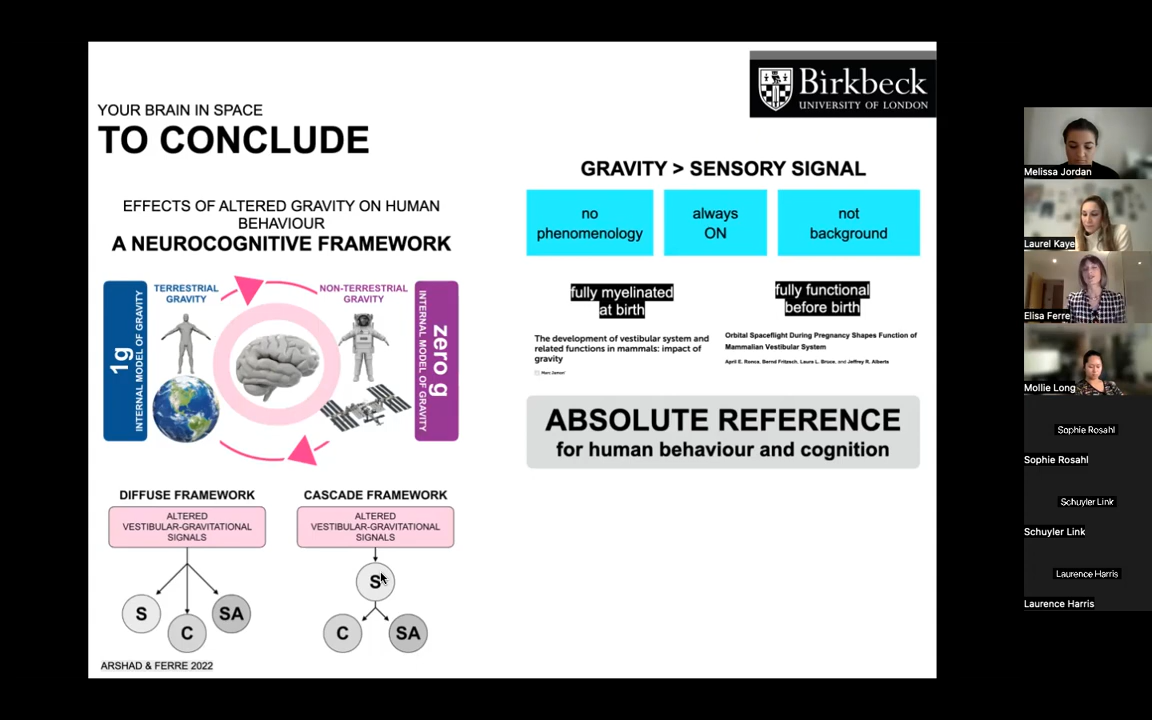 Birkbeck
UNIVERSITY OF LONDON
YOUR BRAIN IN SPACE
TO CONCLUDE
EFFECTS OF ALTERED GRAVITY ON HUMAN
BEHAVIOUR
A NEUROCOGNITIVE FRAMEWORK
1g
INTERNAL MODEL OF GRAVITY
TERRESTRIAL
GRAVITY
NON-TERRESTRIAL
GRAVITY
zero g
INTERNAL MODEL OF GRAVITY
DIFFUSE FRAMEWORK
ALTERED
VESTIBULAR-GRAVITATIONAL
SIGNALS
S
C
SA
CASCADE FRAMEWORK
ALTERED
VESTIBULAR-GRAVITATIONAL
SIGNALS
S
C
SA
ARSHAD & FERRE 2022
GRAVITY > SENSORY SIGNAL
no
phenomenology
always
ON
not
background
fully myelinated
at birth
fully functional
before birth
The development of vestibular system and
related functions in mammals: impact of
gravity
Marc Jamon
Orbital Spaceflight During Pregnancy Shapes Function of
Mammalian Vestibular System
April E. Ronca, Bernd Fritzsch, Laura L. Bruce, and Jeffrey R. Alberts
ABSOLUTE REFERENCE
for human behaviour and cognition
Melissa Jordan
Laurel Kaye
Elisa Ferre
Mollie Long
Sophie Rosahl
Sophie Rosahl
Schuyler Link
Schuyler Link
Laurence Harris
Laurence Harris